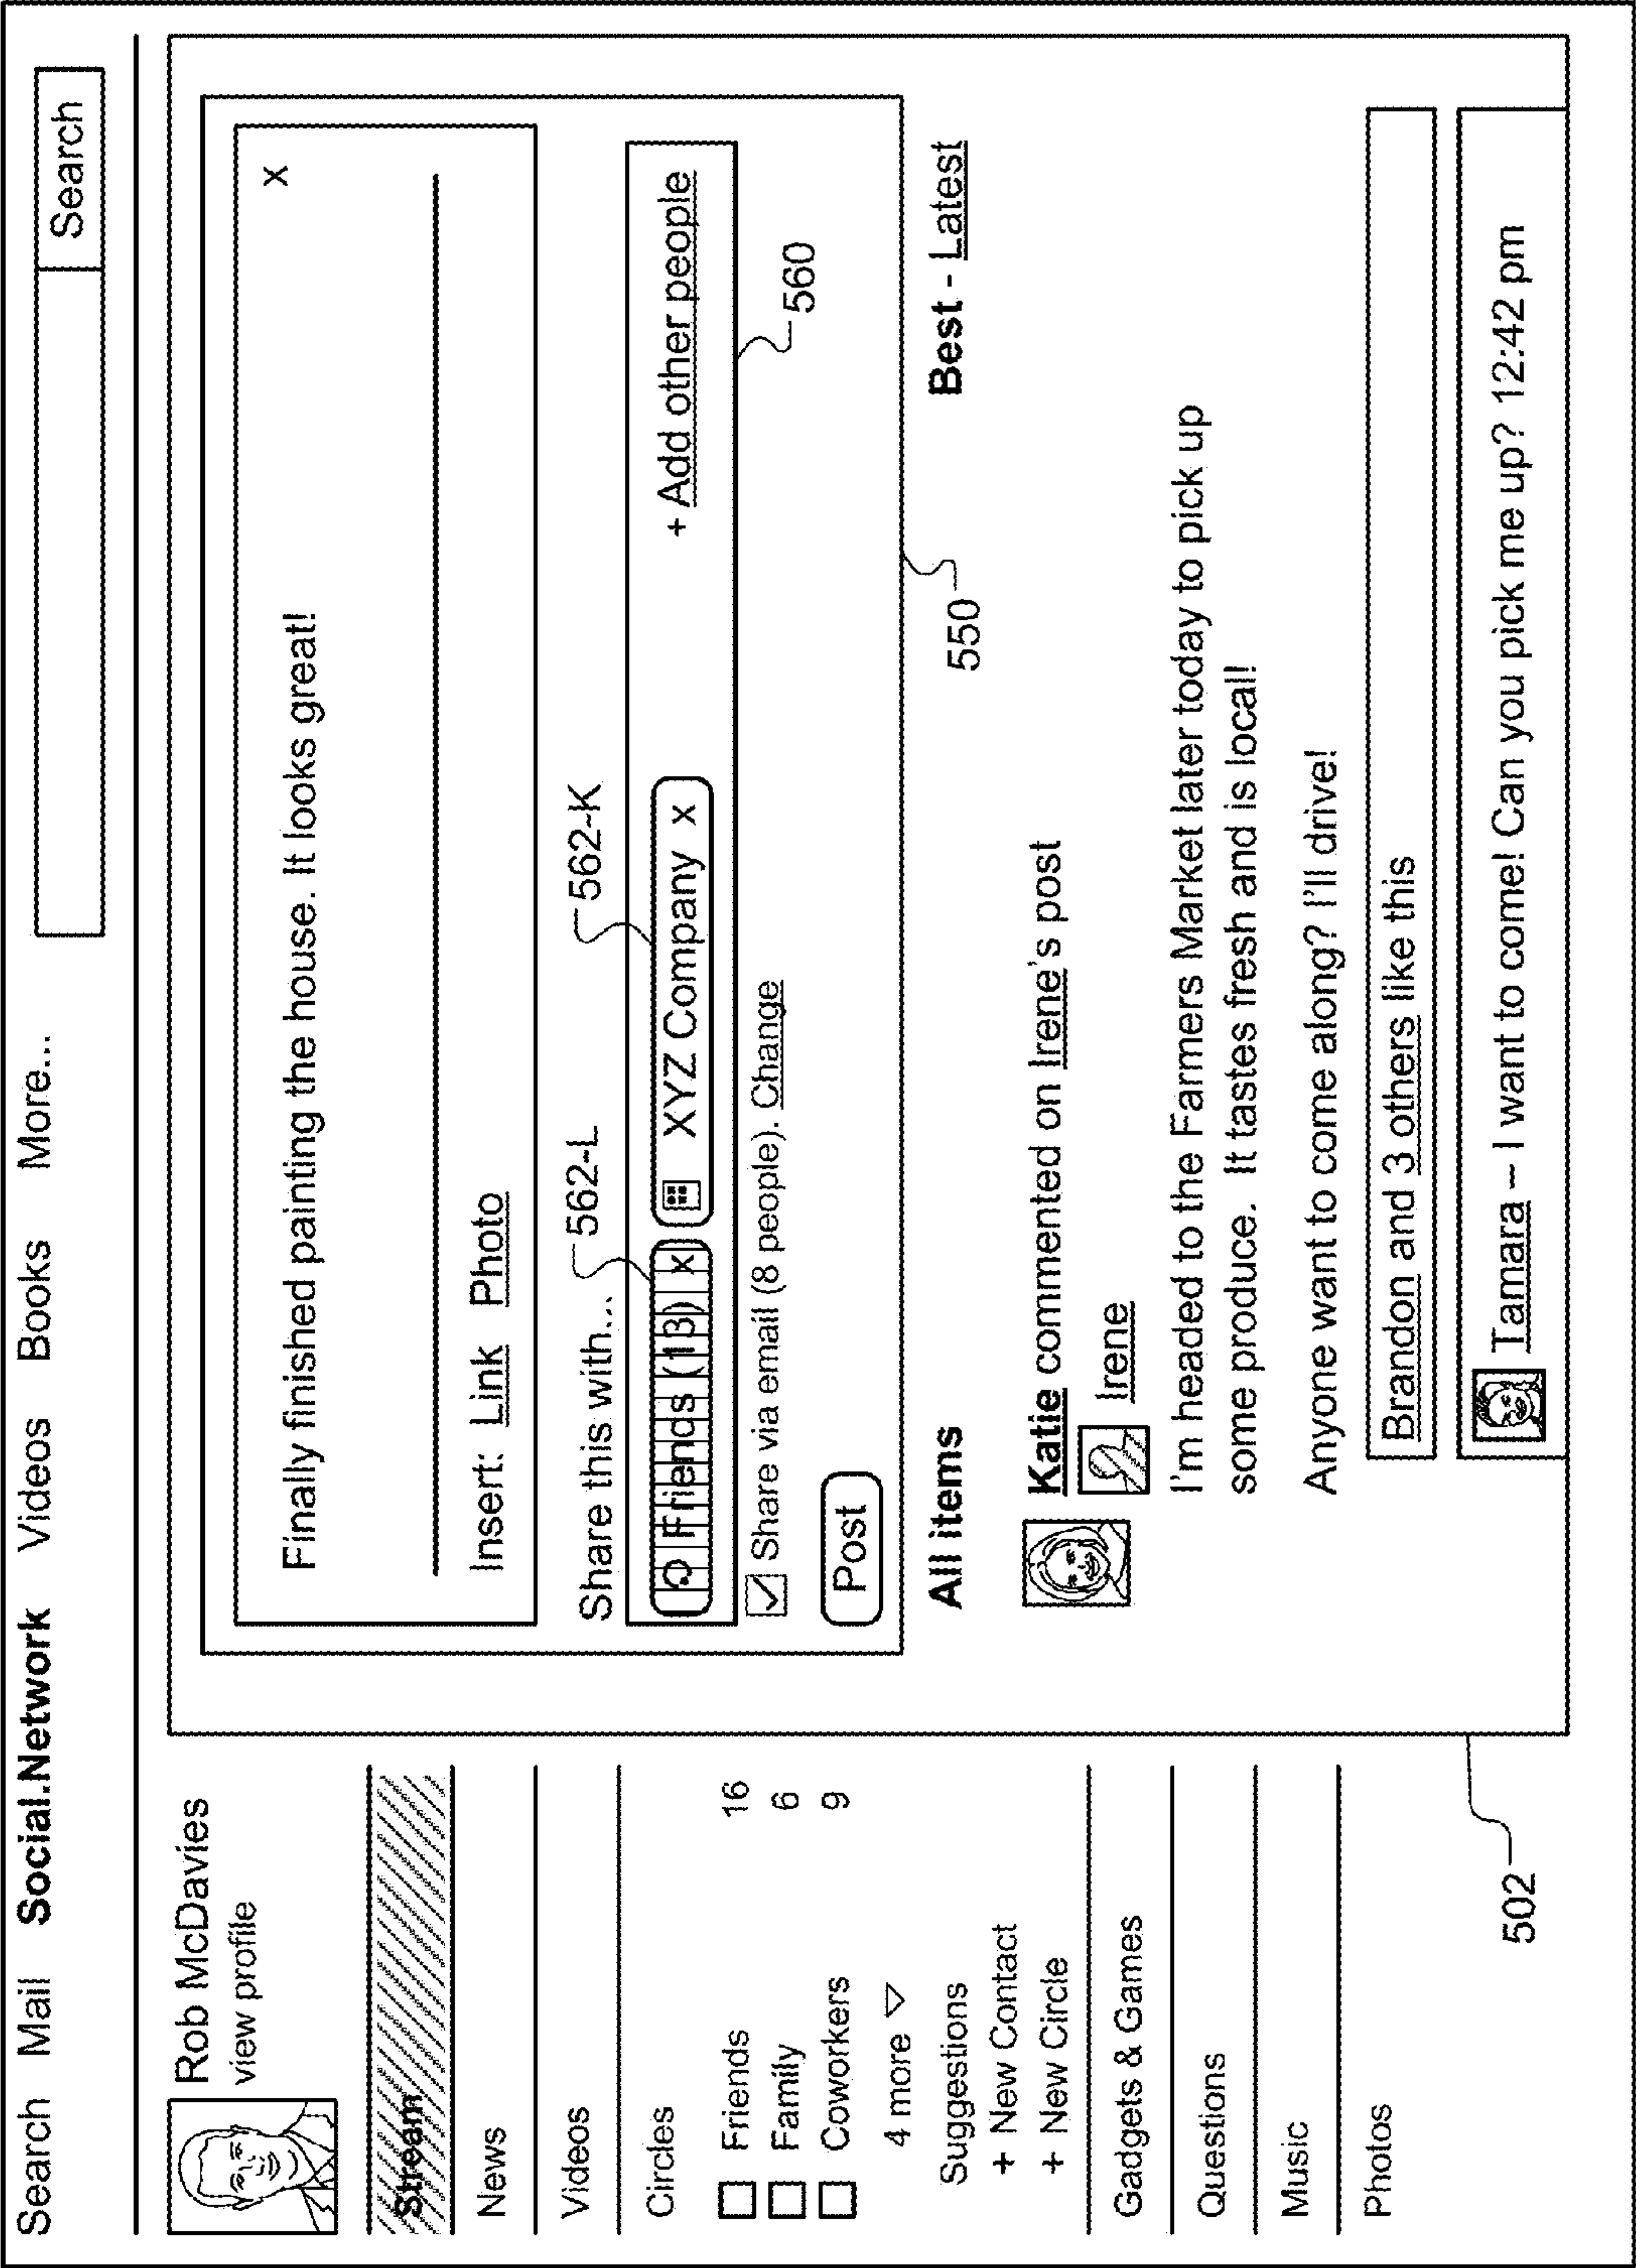 Search Mail Social.Network Videos Books More... Search
Rob McDavies
view profile
Stream
News
Videos
Circles
Friends 16
Family 6
Coworkers 9
4 more
Suggestions
+ New Contact
+ New Circle
Gadgets & Games
Questions
Music
Photos
502
Finally finished painting the house. It looks great! X
Insert: Link Photo
Share this with... 562-L 562-K
Friends (13) x XYZ Company x + Add other people
Share via email (8 people). Change
560
Post
550
All items Best - Latest
Katie commented on Irene's post
Irene
I'm headed to the Farmers Market later today to pick up
some produce. It tastes fresh and is local!
Anyone want to come along? I'll drive!
Brandon and 3 others like this
Tamara – I want to come! Can you pick me up? 12:42 pm